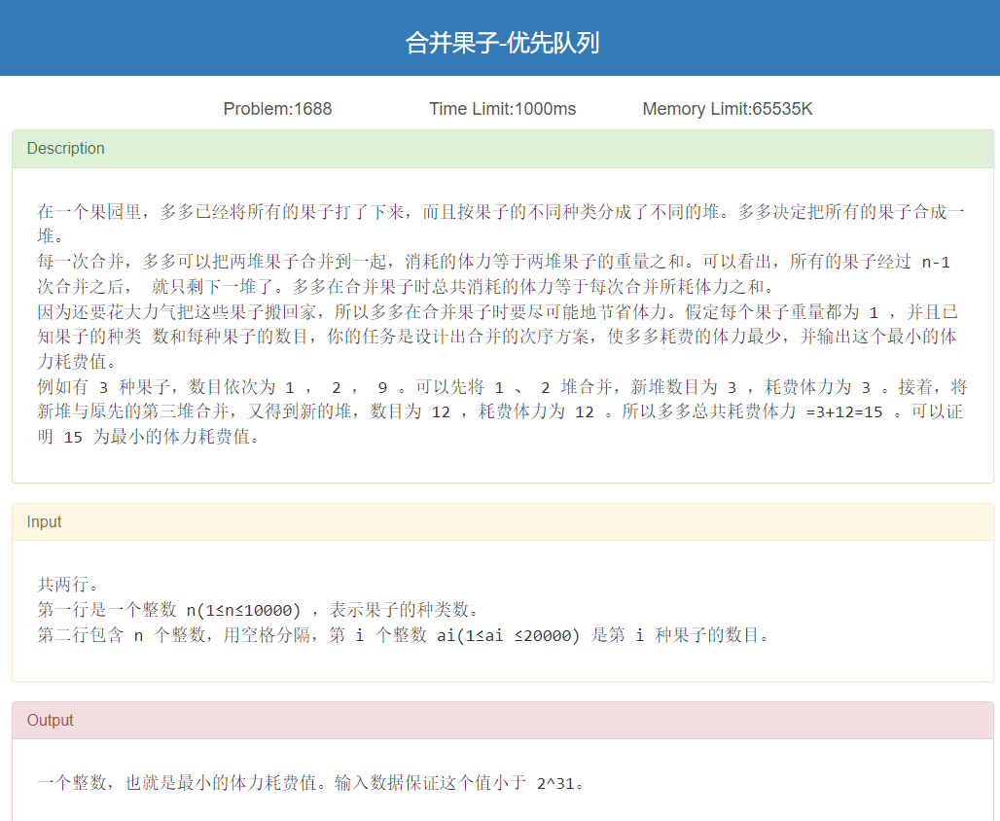 合并果子-优先队列
Problem:1688 Time Limit:1000ms Memory Limit:65535K
Description
在一个果园里，多多已经将所有的果子打了下来，而且按果子的不同种类分成了不同的堆。多多决定把所有的果子合成一
堆。
每一次合并，多多可以把两堆果子合并到一起，消耗的体力等于两堆果子的重量之和。可以看出，所有的果子经过 n-1
次合并之后， 就只剩下一堆了。多多在合并果子时总共消耗的体力等于每次合并所耗体力之和。
因为还要花大力气把这些果子搬回家，所以多多在合并果子时要尽可能地节省体力。假定每个果子重量都为 1 ，并且已
知果子的种类 数和每种果子的数目，你的任务是设计出合并的次序方案，使多多耗费的体力最少，并输出这个最小的体
力耗费值。
例如有 3 种果子，数目依次为 1 ， 2 ， 9 。可以先将 1 、 2 堆合并，新堆数目为 3 ，耗费体力为 3 。接着，将
新堆与原先的第三堆合并，又得到新的堆，数目为 12 ，耗费体力为 12 。所以多多总共耗费体力 =3+12=15 。可以证
明 15 为最小的体力耗费值。
Input
共两行。
第一行是一个整数 n(1≤n≤10000) ，表示果子的种类数。
第二行包含 n 个整数，用空格分隔，第 i 个整数 ai(1≤ai ≤20000) 是第 i 种果子的数目。
Output
一个整数，也就是最小的体力耗费值。输入数据保证这个值小于 2^31。